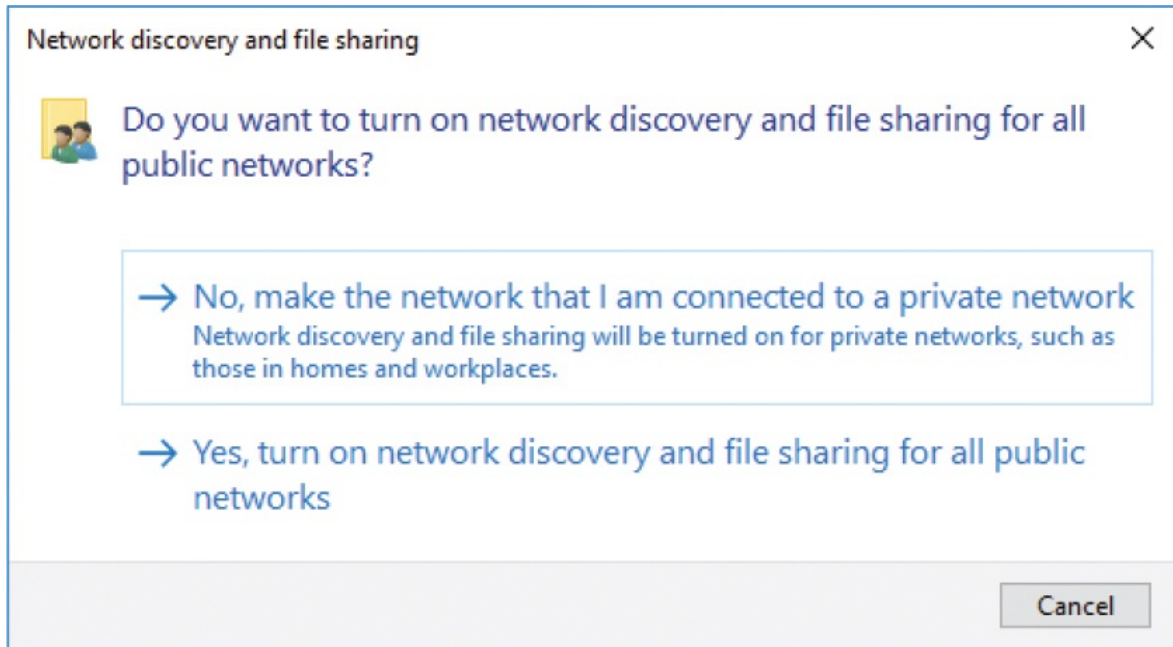 Network discovery and file sharing
Do you want to turn on network discovery and file sharing for all
public networks?
No, make the network that I am connected to a private network
Network discovery and file sharing will be turned on for private networks, such as
those in homes and workplaces.
Yes, turn on network discovery and file sharing for all public
networks
Cancel